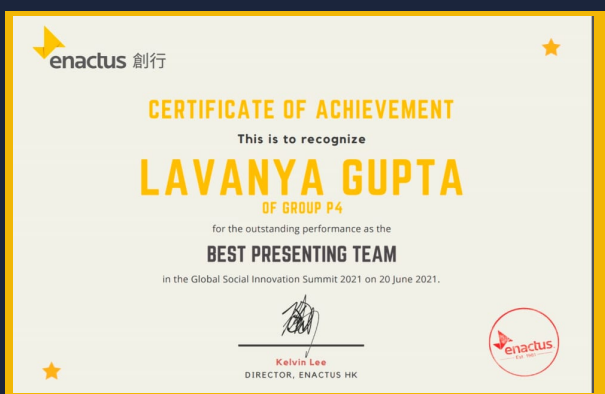 enactus 創行
CERTIFICATE OF ACHIEVEMENT
This is to recognize
LAVANYA GUPTA
OF GROUP P4
for the outstanding performance as the
BEST PRESENTING TEAM
in the Global Social Innovation Summit 2021 on 20 June 2021.
Kelvin Lee
DIRECTOR, ENACTUS HK
enactus